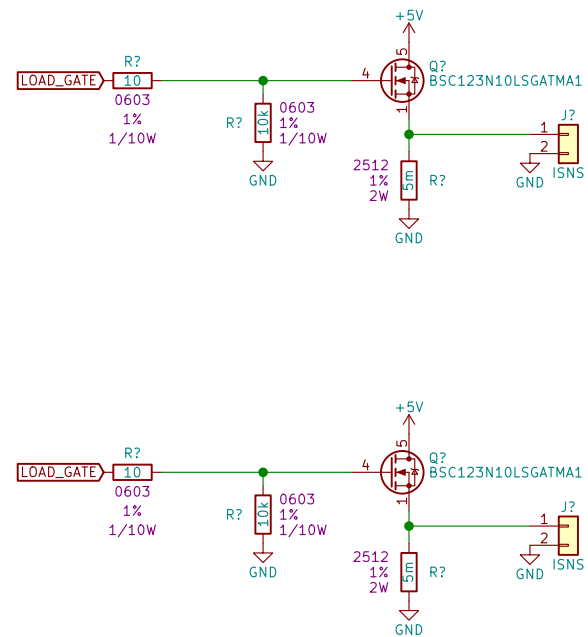 +5V
R?
Q?
5
LOAD_GATE
10
4
BSC123N10LSGATMA1
0603
1%
1/10W
R?
10k
0603
1%
1/10W
1
J?
1
2
GND
2512
1%
2W
5m
R?
GND
ISNS
GND
+5V
R?
Q?
5
LOAD_GATE
10
4
BSC123N10LSGATMA1
0603
1%
1/10W
R?
10k
0603
1%
1/10W
1
J?
1
2
GND
2512
1%
2W
5m
R?
GND
ISNS
GND